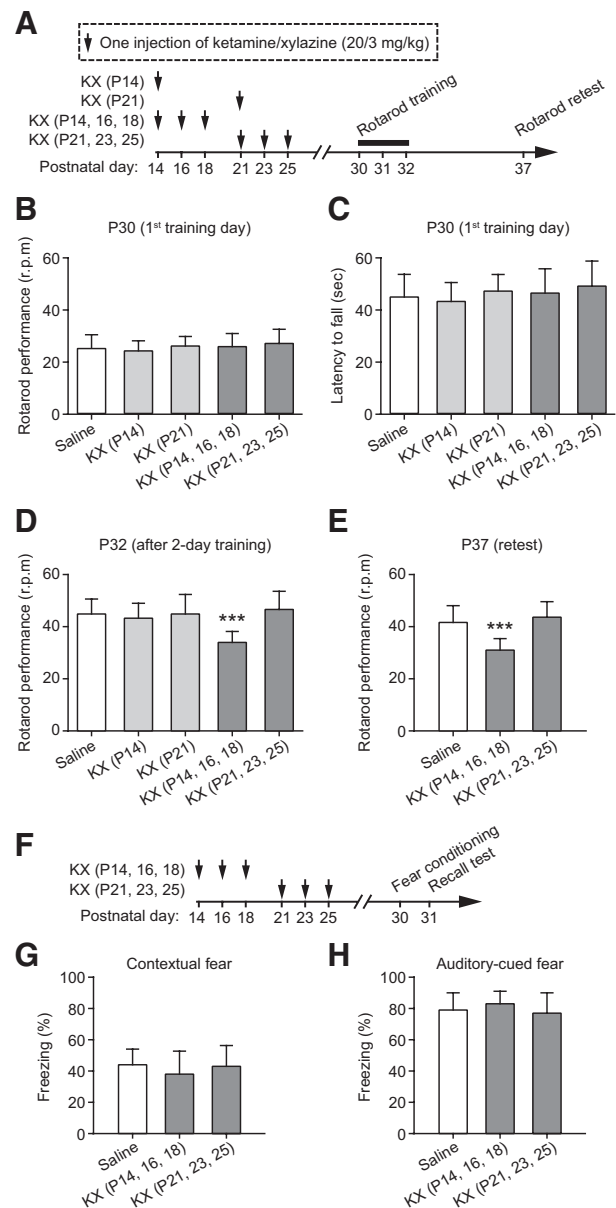 A
One injection of ketamine/xylazine (20/3 mg/kg)
KX (P14)
KX (P21)
KX (P14, 16, 18)
KX (P21, 23, 25)
Rotarod training
Rotarod retest
Postnatal day: 14 16 18 21 23 25 30 31 32 37
B
P30 (1st training day)
Rotarod performance (r.p.m)
60
40
20
0
Saline
KX (P14)
KX (P21)
KX (P14, 16, 18)
KX (P21, 23, 25)
C
P30 (1st training day)
Latency to fall (sec)
60
40
20
0
Saline
KX (P14)
KX (P21)
KX (P14, 16, 18)
KX (P21, 23, 25)
D
P32 (after 2-day training)
Rotarod performance (r.p.m)
60
40
20
0
***
Saline
KX (P14)
KX (P21)
KX (P14, 16, 18)
KX (P21, 23, 25)
E
P37 (retest)
Rotarod performance (r.p.m)
60
40
20
0
***
Saline
KX (P14, 16, 18)
KX (P21, 23, 25)
F
KX (P14, 16, 18)
KX (P21, 23, 25)
Fear conditioning
Recall test
Postnatal day: 14 16 18 21 23 25 30 31
G
Contextual fear
Freezing (%)
100
80
60
40
20
0
Saline
KX (P14, 16, 18)
KX (P21, 23, 25)
H
Auditory-cued fear
Freezing (%)
100
80
60
40
20
0
Saline
KX (P14, 16, 18)
KX (P21, 23, 25)